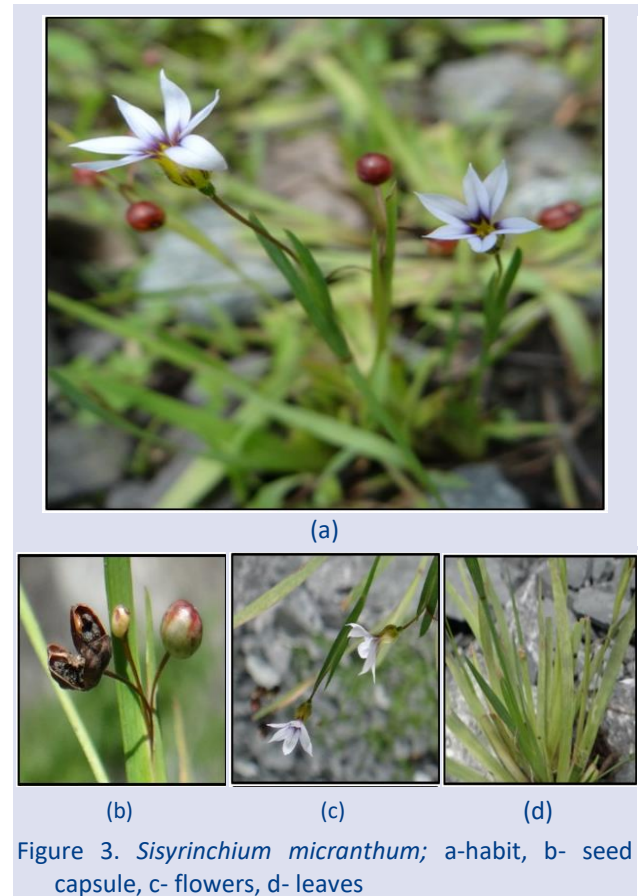 (a)
(b) (c) (d)
Figure 3. Sisyrinchium micranthum; a-habit, b- seed
capsule, c- flowers, d- leaves